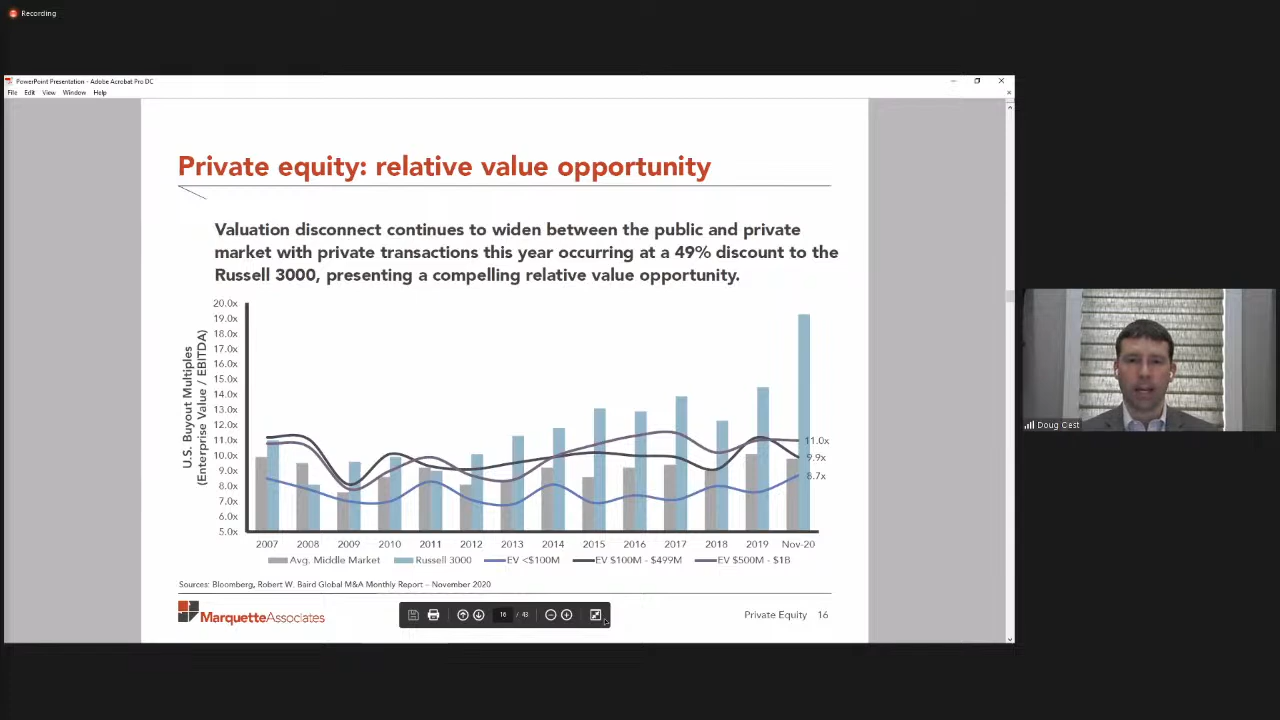 Recording
PowerPoint Presentation - Adobe Acrobat Pro DC
File Edit View Window Help
Private equity: relative value opportunity
Valuation disconnect continues to widen between the public and private
market with private transactions this year occurring at a 49% discount to the
Russell 3000, presenting a compelling relative value opportunity.
U.S. Buyout Multiples
(Enterprise Value / EBITDA)
20.0x
19.0x
18.0x
17.0x
16.0x
15.0x
14.0x
13.0x
12.0x
11.0x
10.0x
9.0x
8.0x
7.0x
6.0x
5.0x
11.0x
9.9x
8.7x
2007 2008 2009 2010 2011 2012 2013 2014 2015 2016 2017 2018 2019 Nov-20
Avg. Middle Market Russell 3000 EV <$100M EV $100M - $499M EV $500M - $1B
Sources: Bloomberg, Robert W. Baird Global M&A Monthly Report – November 2020
MarquetteAssociates
16 / 43
Private Equity 16
Doug Oest